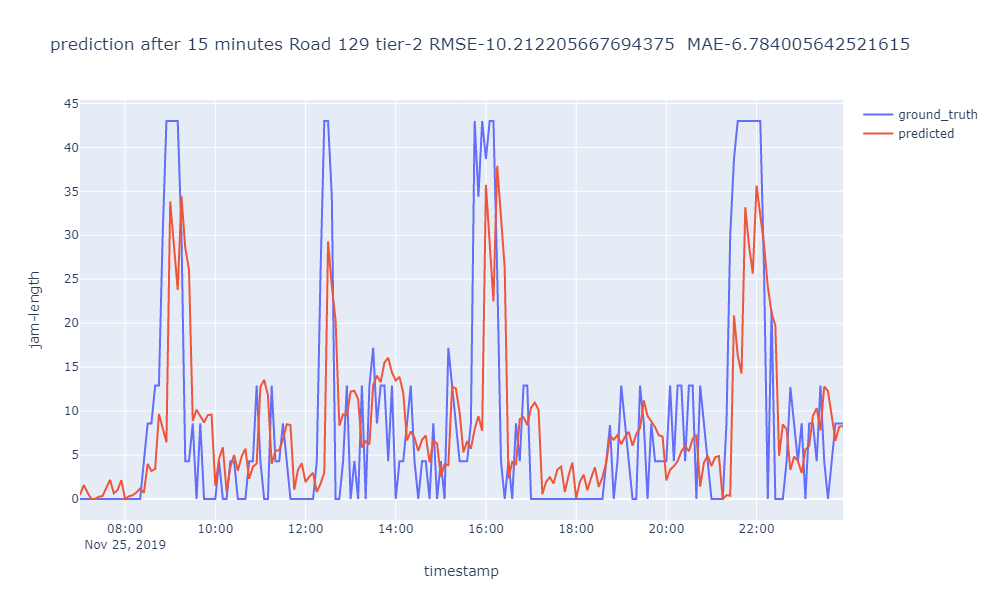 prediction after 15 minutes Road 129 tier-2 RMSE-10.212205667694375  MAE-6.784005642521615
ground_truth
predicted
jam-length
45
40
35
30
25
20
15
10
5
0
08:00 10:00 12:00 14:00 16:00 18:00 20:00 22:00
Nov 25, 2019
timestamp